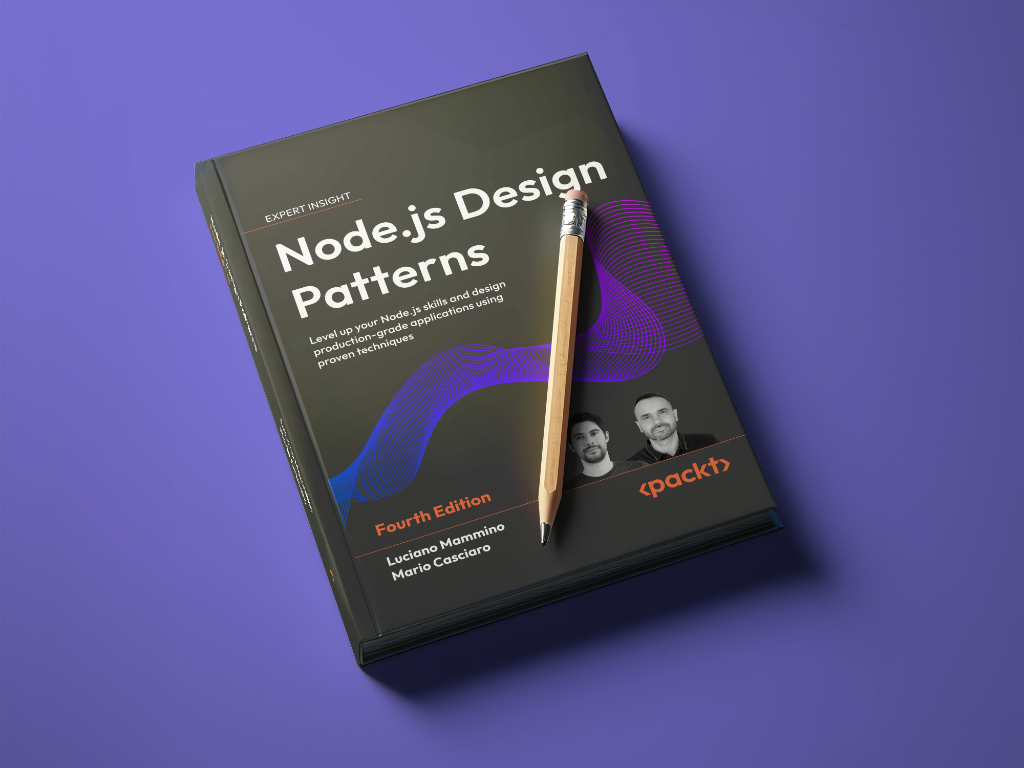 EXPERT INSIGHT
Node.js Design
Patterns
Level up your Node.js skills and design
production-grade applications using
proven techniques
Fourth Edition
Luciano Mammino
Mario Casciaro
<packt>